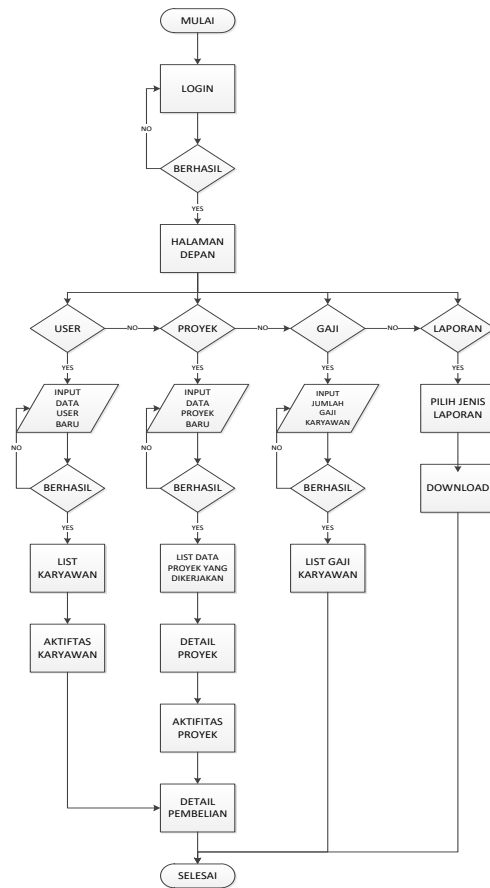 MULAI
LOGIN
NO
BERHASIL
YES
HALAMAN
DEPAN
USER
NO
PROYEK
NO
GAJI
NO
LAPORAN
YES
YES
YES
YES
INPUT
DATA
USER
BARU
INPUT
DATA
PROYEK
BARU
INPUT
JUMLAH
GAJI
KARYAWAN
PILIH JENIS
LAPORAN
NO
NO
NO
BERHASIL
BERHASIL
BERHASIL
DOWNLOAD
YES
YES
YES
LIST
KARYAWAN
LIST DATA
PROYEK YANG
DIKERJAKAN
LIST GAJI
KARYAWAN
AKTIFTAS
KARYAWAN
DETAIL
PROYEK
AKTIFITAS
PROYEK
DETAIL
PEMBELIAN
SELESAI